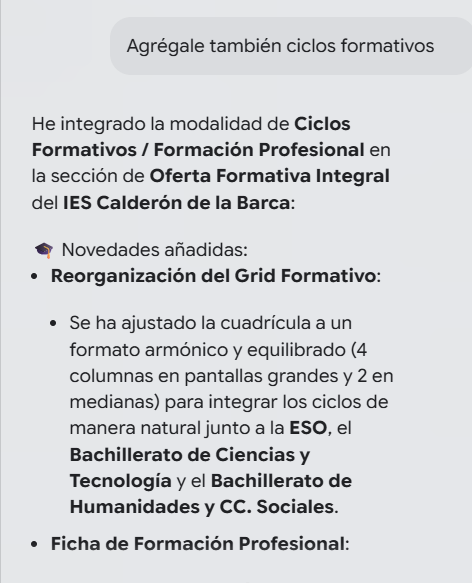 Agrégale también ciclos formativos
He integrado la modalidad de Ciclos
Formativos / Formación Profesional en
la sección de Oferta Formativa Integral
del IES Calderón de la Barca:
🎓 Novedades añadidas:
• Reorganización del Grid Formativo:
• Se ha ajustado la cuadrícula a un
formato armónico y equilibrado (4
columnas en pantallas grandes y 2 en
medianas) para integrar los ciclos de
manera natural junto a la ESO, el
Bachillerato de Ciencias y
Tecnología y el Bachillerato de
Humanidades y CC. Sociales.
• Ficha de Formación Profesional: